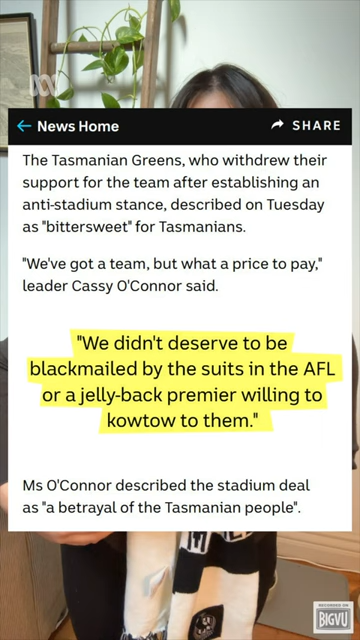 ← News Home SHARE
The Tasmanian Greens, who withdrew their
support for the team after establishing an
anti-stadium stance, described on Tuesday
as "bittersweet" for Tasmanians.
"We've got a team, but what a price to pay,"
leader Cassy O'Connor said.
"We didn't deserve to be
blackmailed by the suits in the AFL
or a jelly-back premier willing to
kowtow to them."
Ms O'Connor described the stadium deal
as "a betrayal of the Tasmanian people".
RECORDED ON
BIGVU